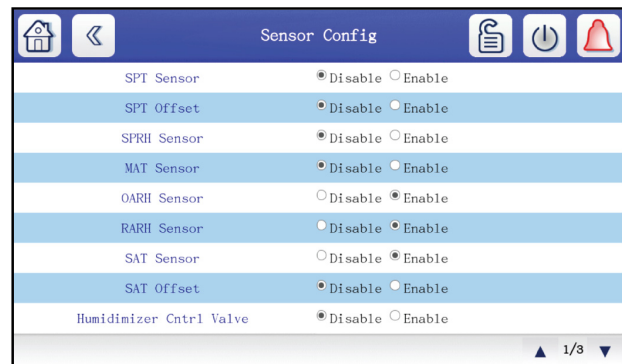 Sensor Config
SPT Sensor Disable Enable
SPT Offset Disable Enable
SPRH Sensor Disable Enable
MAT Sensor Disable Enable
OARH Sensor Disable Enable
RARH Sensor Disable Enable
SAT Sensor Disable Enable
SAT Offset Disable Enable
Humidimizer Cntrl Valve Disable Enable
1/3